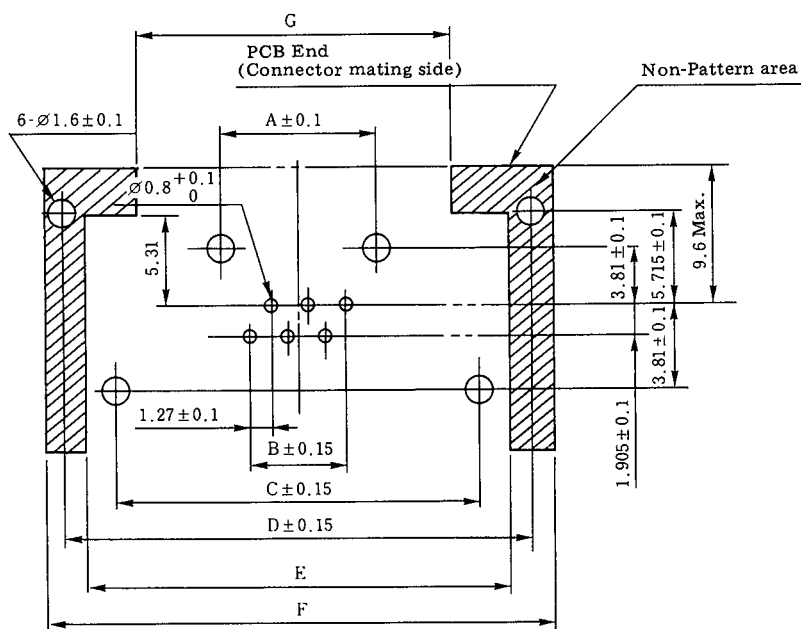 G
PCB End
(Connector mating side)
Non-Pattern area
6-⌀1.6±0.1
A±0.1
⌀0.8 +0.1
0
5.31
3.81±0.1
5.715±0.1
9.6 Max.
3.81±0.1
1.905±0.1
1.27±0.1
B±0.15
C±0.15
D±0.15
E
F